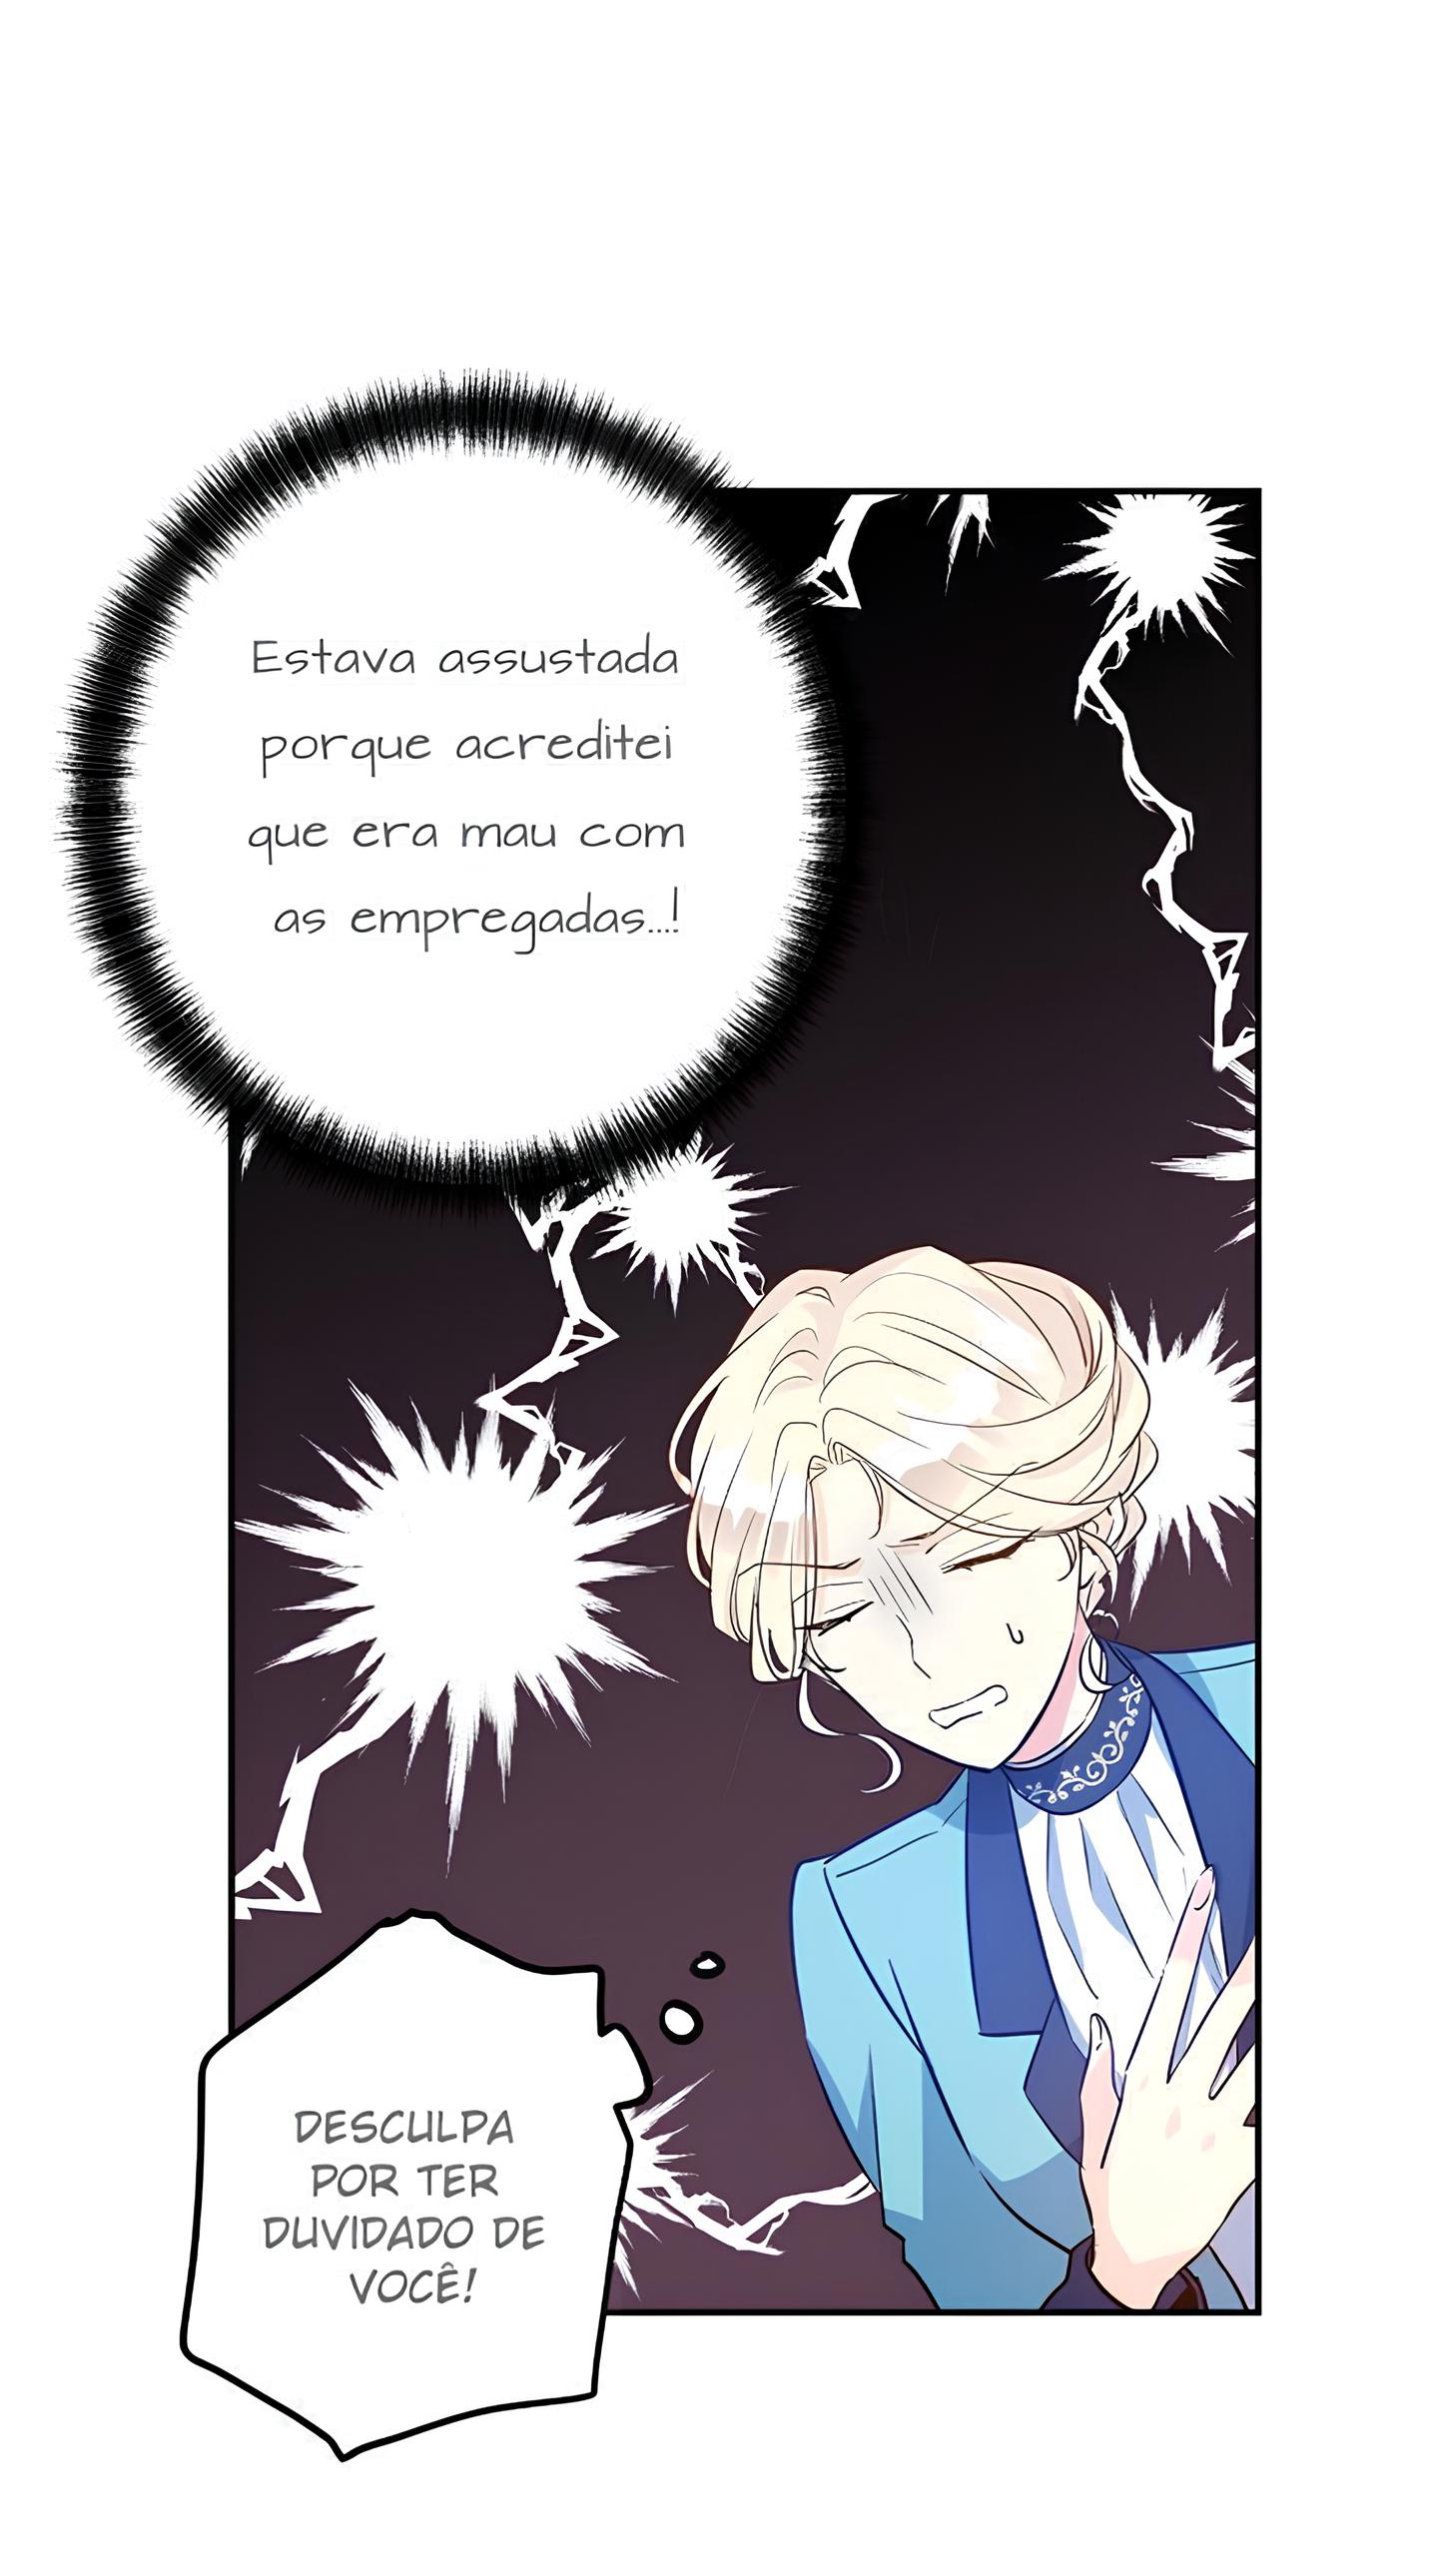 Estava assustada
porque acreditei
que era mau com
as empregadas...!
DESCULPA
POR TER
DUVIDADO DE
VOCÊ!